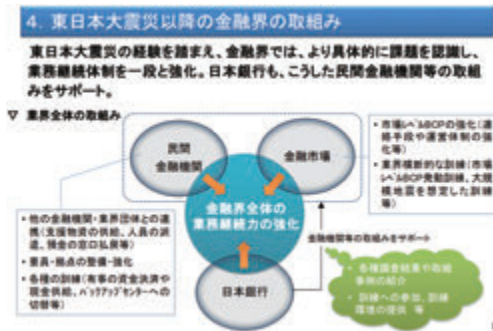 4. 東日本大震災以降の金融界の取組み
東日本大震災の経験を踏まえ、金融界では、より具体的に課題を認識し、
業務継続体制を一段と強化。日本銀行も、こうした民間金融機関等の取組
みをサポート。
▽ 業界全体の取組み
民間
金融機関
金融市場
・市場レベルBCPの強化(連
絡手段や運営体制の強
化等)
・業界横断的な訓練(市場
レベルBCP発動訓練、大規
模地震を想定した訓練
等)
金融界全体の
業務継続力の強化
・他の金融機関・業界団体との連
携(支援物資の供給、人員の派
遣、預金の窓口払戻等)
・要員・拠点の整備・強化
・各種の訓練(有事の資金決済や
現金供給、バックアップセンターへの
切替等)
金融機関等の取組みをサポート
日本銀行
・各種調査結果や取組
事例の紹介
・訓練への参加、訓練
環境の提供 等